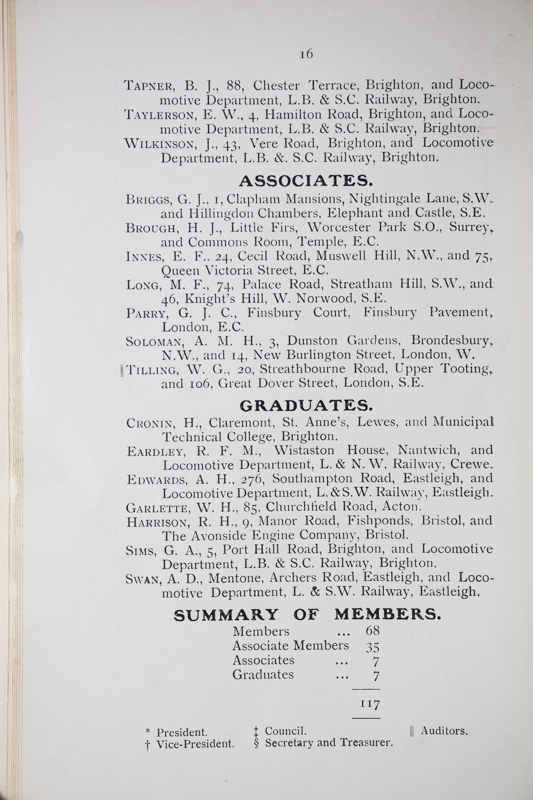 16
TAPNER, B. J., 88, Chester Terrace, Brighton, and Loco-
motive Department, L.B. & S.C. Railway, Brighton.
TAYLERSON, E. W., 4, Hamilton Road, Brighton, and Loco-
motive Department, L.B. & S.C. Railway, Brighton.
WILKINSON, J., 43, Vere Road, Brighton, and Locomotive
Department, L.B. &. S.C. Railway, Brighton.
ASSOCIATES.
BRIGGS, G. J., 1, Clapham Mansions, Nightingale Lane, S.W.
and Hillingdon Chambers, Elephant and Castle, S.E.
BROUGH, H. J., Little Firs, Worcester Park S.O., Surrey,
and Commons Room, Temple, E.C.
INNES, E. F.. 24, Cecil Road, Muswell Hill, N.W., and 75,
Queen Victoria Street, E.C.
LONG, M. F., 74, Palace Road, Streatham Hill, S.W., and
46, Knight's Hill, W. Norwood, S.E.
PARRY, G. J. C., Finsbury Court, Finsbury Pavement,
London, E.C.
SOLOMAN, A. M. H., 3, Dunston Gardens, Brondesbury,
N.W., and 14, New Burlington Street, London, W.
‖TILLING, W. G., 20, Streathbourne Road, Upper Tooting,
and 106, Great Dover Street, London, S.E.
GRADUATES.
CRONIN, H., Claremont, St. Anne's, Lewes, and Municipal
Technical College, Brighton.
EARDLEY, R. F. M., Wistaston House, Nantwich, and
Locomotive Department, L. & N. W. Railway, Crewe.
EDWARDS, A. H., 276, Southampton Road, Eastleigh, and
Locomotive Department, L.&S.W. Railway, Eastleigh.
GARLETTE, W. H., 85, Churchfield Road, Acton.
HARRISON, R. H., 9, Manor Road, Fishponds, Bristol, and
The Avonside Engine Company, Bristol.
SIMS, G. A., 5, Port Hall Road, Brighton, and Locomotive
Department, L.B. & S.C. Railway, Brighton.
SWAN, A. D., Mentone, Archers Road, Eastleigh, and Loco-
motive Department, L. & S.W. Railway, Eastleigh.
SUMMARY OF MEMBERS.
Members ... 68
Associate Members 35
Associates ... 7
Graduates ... 7
117
* President. ‡ Council. ‖ Auditors.
† Vice-President. § Secretary and Treasurer.